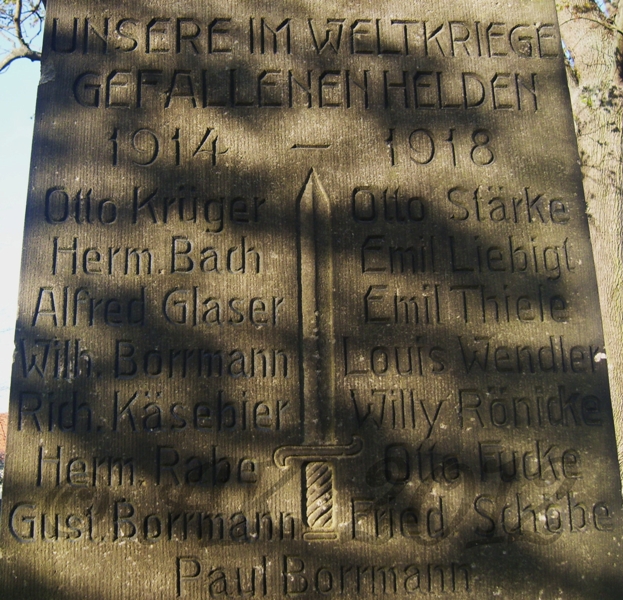 UNSERE IM WELTKRIEGE
GEFALLENEN HELDEN
1914 – 1918
Otto Krüger
Herm. Bach
Alfred Glaser
Wilh. Borrmann
Rich. Käsebier
Herm. Rabe
Gust. Borrmann
Otto Stärke
Emil Liebigt
Emil Thiele
Louis Wendler
Willy Rönicke
Otto Fucke
Fried. Schöbe
Paul Borrmann